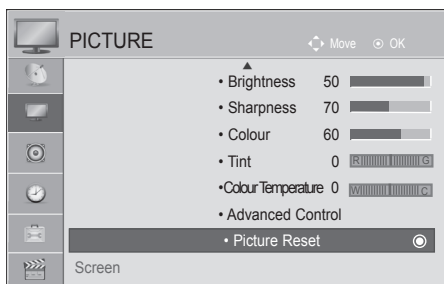 PICTURE Move OK
• Brightness 50
• Sharpness 70
• Colour 60
• Tint 0 R G
•Colour Temperature 0 W C
• Advanced Control
• Picture Reset
Screen